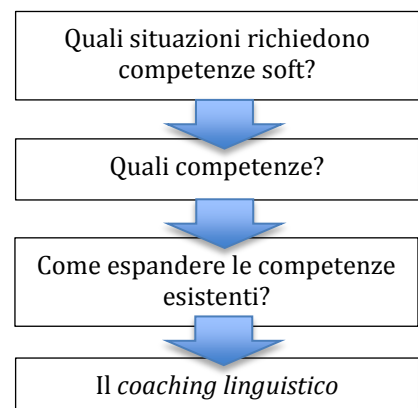 Quali situazioni richiedono
competenze soft?
Quali competenze?
Come espandere le competenze
esistenti?
Il coaching linguistico